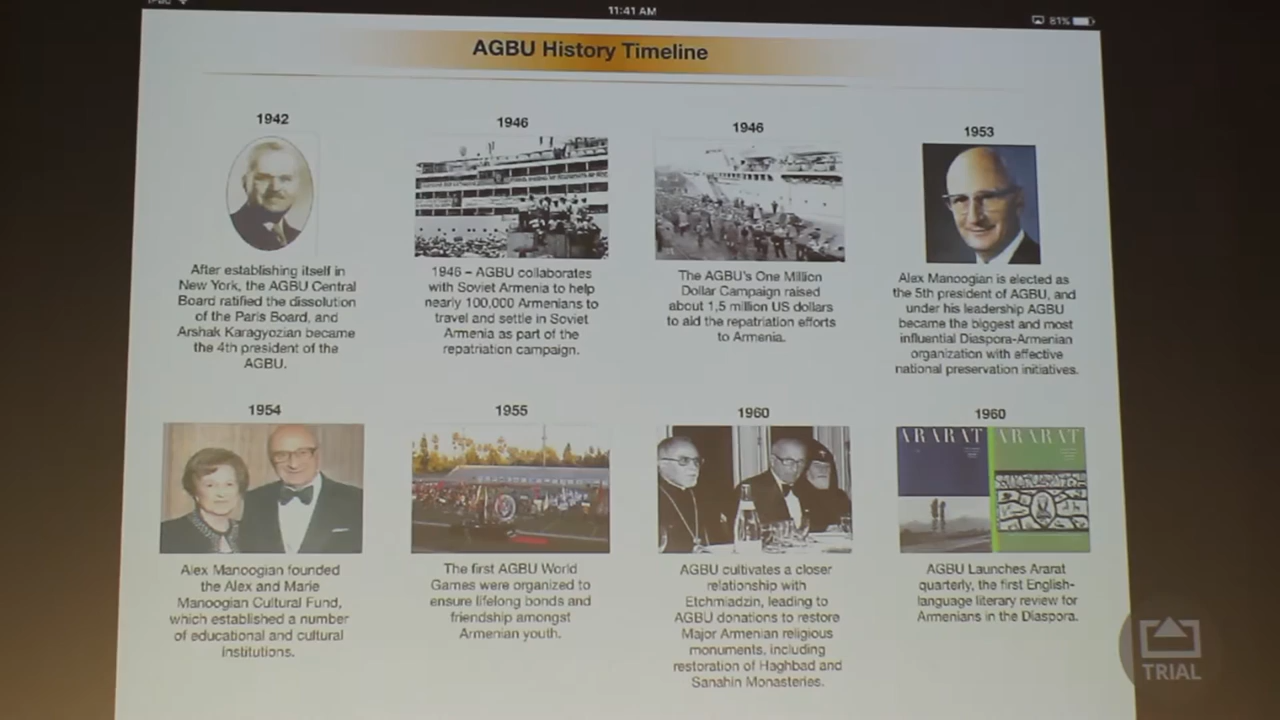 iPad
11:41 AM
81%
AGBU History Timeline
1942
After establishing itself in
New York, the AGBU Central
Board ratified the dissolution
of the Paris Board, and
Arshak Karagyozian became
the 4th president of the
AGBU.
1946
1946 – AGBU collaborates
with Soviet Armenia to help
nearly 100,000 Armenians to
travel and settle in Soviet
Armenia as part of the
repatriation campaign.
1946
The AGBU's One Million
Dollar Campaign raised
about 1,5 million US dollars
to aid the repatriation efforts
to Armenia.
1953
Alex Manoogian is elected as
the 5th president of AGBU, and
under his leadership AGBU
became the biggest and most
influential Diaspora-Armenian
organization with effective
national preservation initiatives.
1954
Alex Manoogian founded
the Alex and Marie
Manoogian Cultural Fund,
which established a number
of educational and cultural
institutions.
1955
The first AGBU World
Games were organized to
ensure lifelong bonds and
friendship amongst
Armenian youth.
1960
AGBU cultivates a closer
relationship with
Etchmiadzin, leading to
AGBU donations to restore
Major Armenian religious
monuments, including
restoration of Haghbad and
Sanahin Monasteries.
1960
ARARAT
ARARAT
AGBU Launches Ararat
quarterly, the first English-
language literary review for
Armenians in the Diaspora.
TRIAL